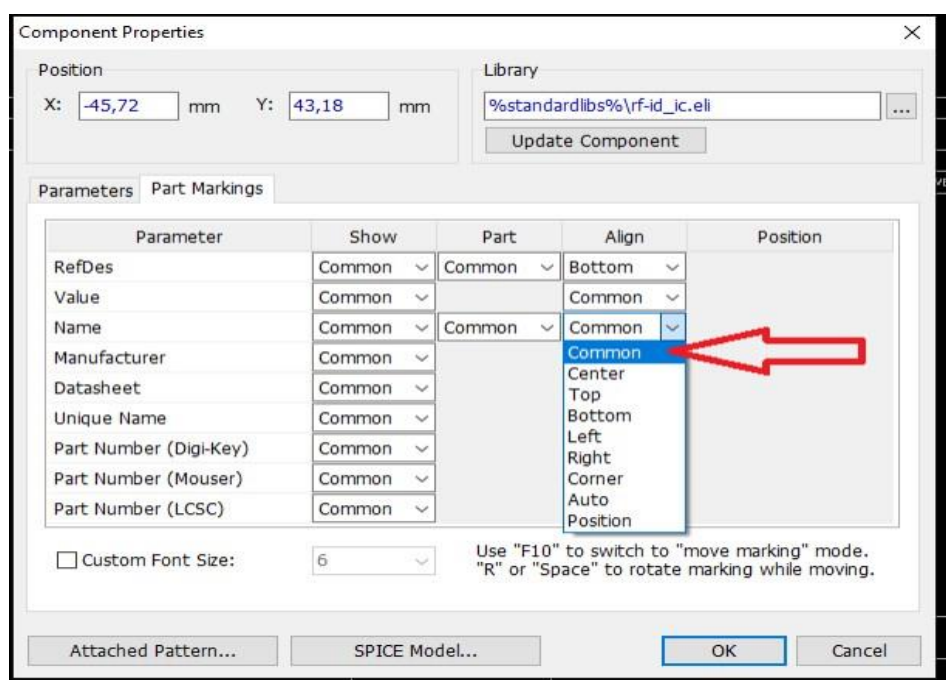 Component Properties
Position
X: -45,72 mm Y: 43,18 mm
Library
%standardlibs%\rf-id_ic.eli ...
Update Component
Parameters Part Markings
Parameter Show Part Align Position
RefDes Common Common Bottom
Value Common Common
Name Common Common Common
Manufacturer Common
Datasheet Common
Unique Name Common
Part Number (Digi-Key) Common
Part Number (Mouser) Common
Part Number (LCSC) Common
Common
Center
Top
Bottom
Left
Right
Corner
Auto
Position
Custom Font Size: 6
Use "F10" to switch to "move marking" mode.
"R" or "Space" to rotate marking while moving.
Attached Pattern... SPICE Model... OK Cancel